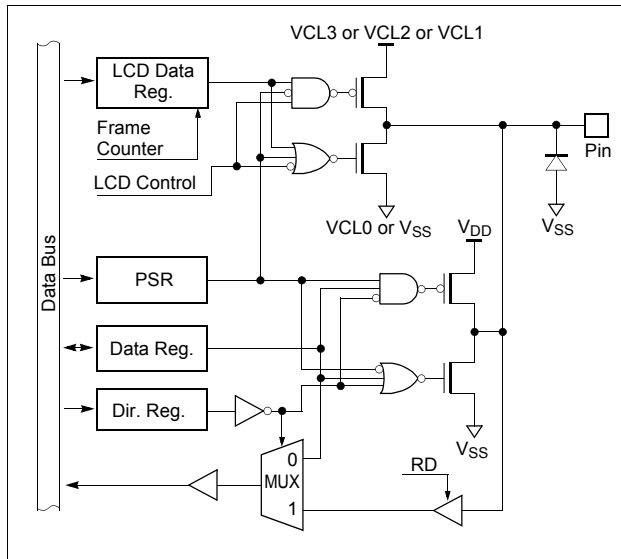 VCL3 or VCL2 or VCL1
LCD Data
Reg.
Frame
Counter
LCD Control
Pin
VSS
VCL0 or VSS
VDD
Data Bus
PSR
Data Reg.
Dir. Reg.
VSS
0
MUX
1
RD